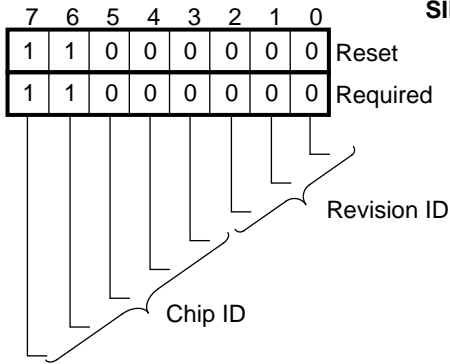 SI
7 6 5 4 3 2 1 0
1 1 0 0 0 0 0 0 Reset
1 1 0 0 0 0 0 0 Required
Revision ID
Chip ID